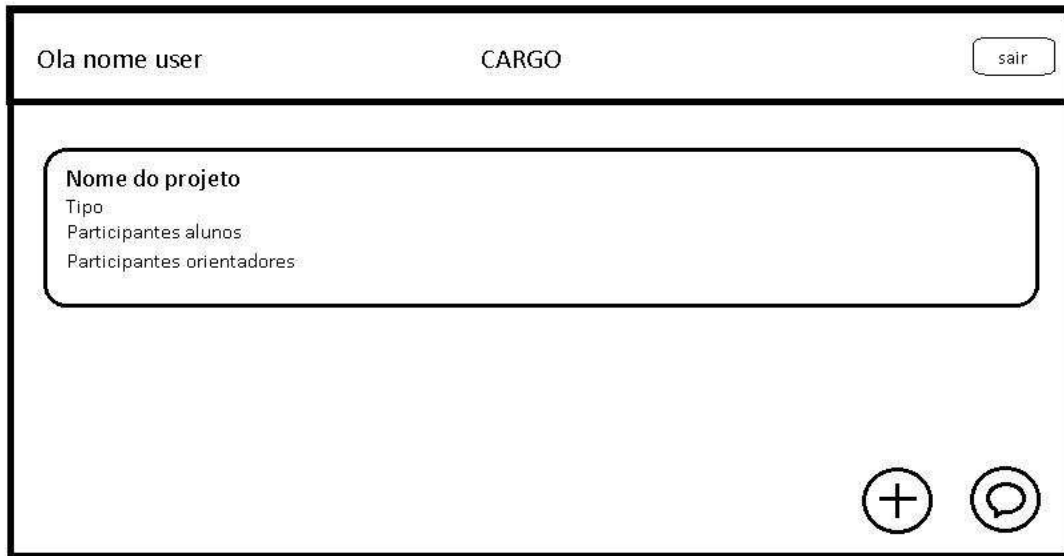 Ola nome user
CARGO
sair
Nome do projeto
Tipo
Participantes alunos
Participantes orientadores